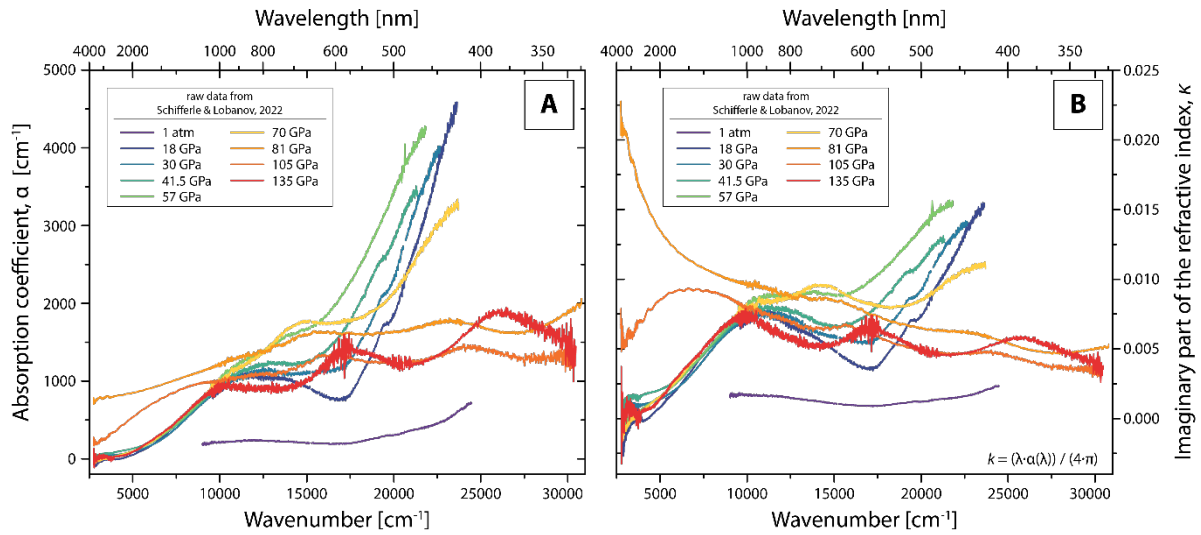 Wavelength [nm]
4000 2000 1000 800 600 500 400 350
5000
4000
3000
2000
1000
0
Absorption coefficient, α [cm⁻¹]
A
raw data from
Schifferle & Lobanov, 2022
1 atm 70 GPa
18 GPa 81 GPa
30 GPa 105 GPa
41.5 GPa 135 GPa
57 GPa
5000 10000 15000 20000 25000 30000
Wavenumber [cm⁻¹]
Wavelength [nm]
4000 2000 1000 800 600 500 400 350
B
raw data from
Schifferle & Lobanov, 2022
1 atm 70 GPa
18 GPa 81 GPa
30 GPa 105 GPa
41.5 GPa 135 GPa
57 GPa
0.025
0.020
0.015
0.010
0.005
0.000
Imaginary part of the refractive index, κ
k = (λ·α(λ)) / (4·π)
5000 10000 15000 20000 25000 30000
Wavenumber [cm⁻¹]